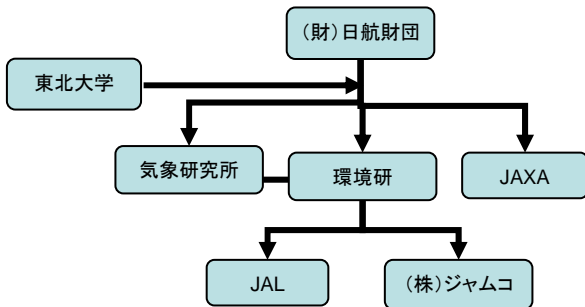 （財）日航財団
東北大学
気象研究所
環境研
JAXA
JAL
（株）ジャムコ